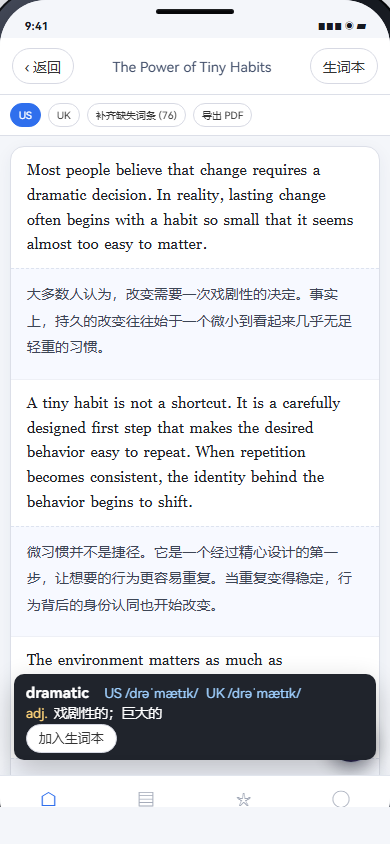 9:41
‹ 返回
The Power of Tiny Habits
生词本
US
UK
补齐缺失词条 (76)
导出 PDF
Most people believe that change requires a
dramatic decision. In reality, lasting change
often begins with a habit so small that it seems
almost too easy to matter.
大多数人认为，改变需要一次戏剧性的决定。事实
上，持久的改变往往始于一个微小到看起来几乎无足
轻重的习惯。
A tiny habit is not a shortcut. It is a carefully
designed first step that makes the desired
behavior easy to repeat. When repetition
becomes consistent, the identity behind the
behavior begins to shift.
微习惯并不是捷径。它是一个经过精心设计的第一
步，让想要的行为更容易重复。当重复变得稳定，行
为背后的身份认同也开始改变。
The environment matters as much as
dramatic US /drəˈmætɪk/ UK /drəˈmætɪk/
adj. 戏剧性的；巨大的
加入生词本